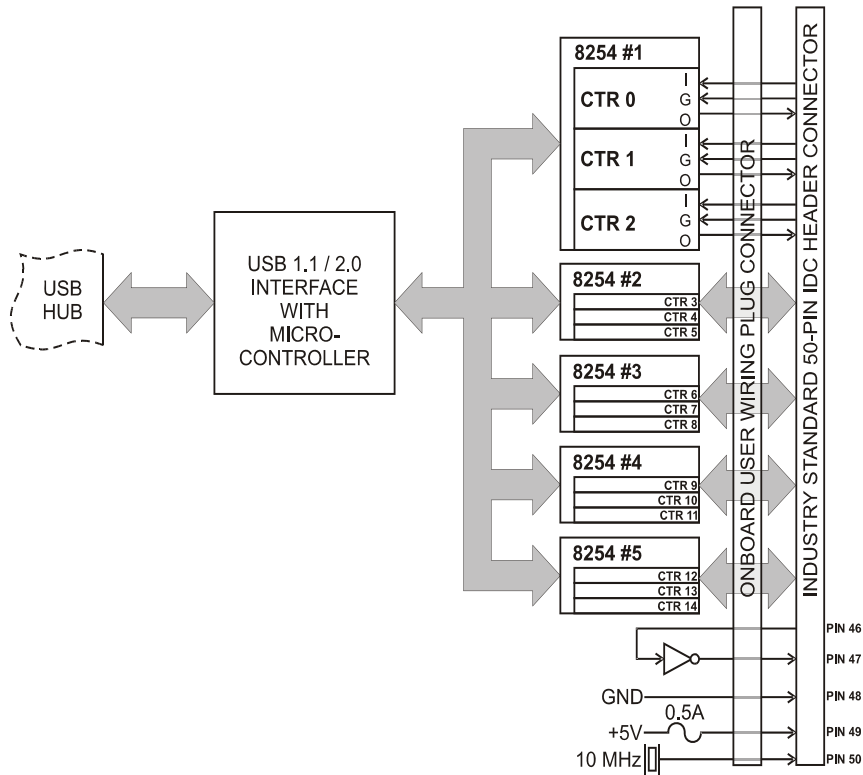 8254 #1
CTR 0
I
G
O
CTR 1
I
G
O
CTR 2
I
G
O
USB
HUB
USB 1.1 / 2.0
INTERFACE
WITH
MICRO-
CONTROLLER
8254 #2
CTR 3
CTR 4
CTR 5
8254 #3
CTR 6
CTR 7
CTR 8
8254 #4
CTR 9
CTR 10
CTR 11
8254 #5
CTR 12
CTR 13
CTR 14
ONBOARD USER WIRING PLUG CONNECTOR
INDUSTRY STANDARD 50-PIN IDC HEADER CONNECTOR
PIN 46
PIN 47
GND
PIN 48
+5V
0.5A
PIN 49
10 MHz
PIN 50